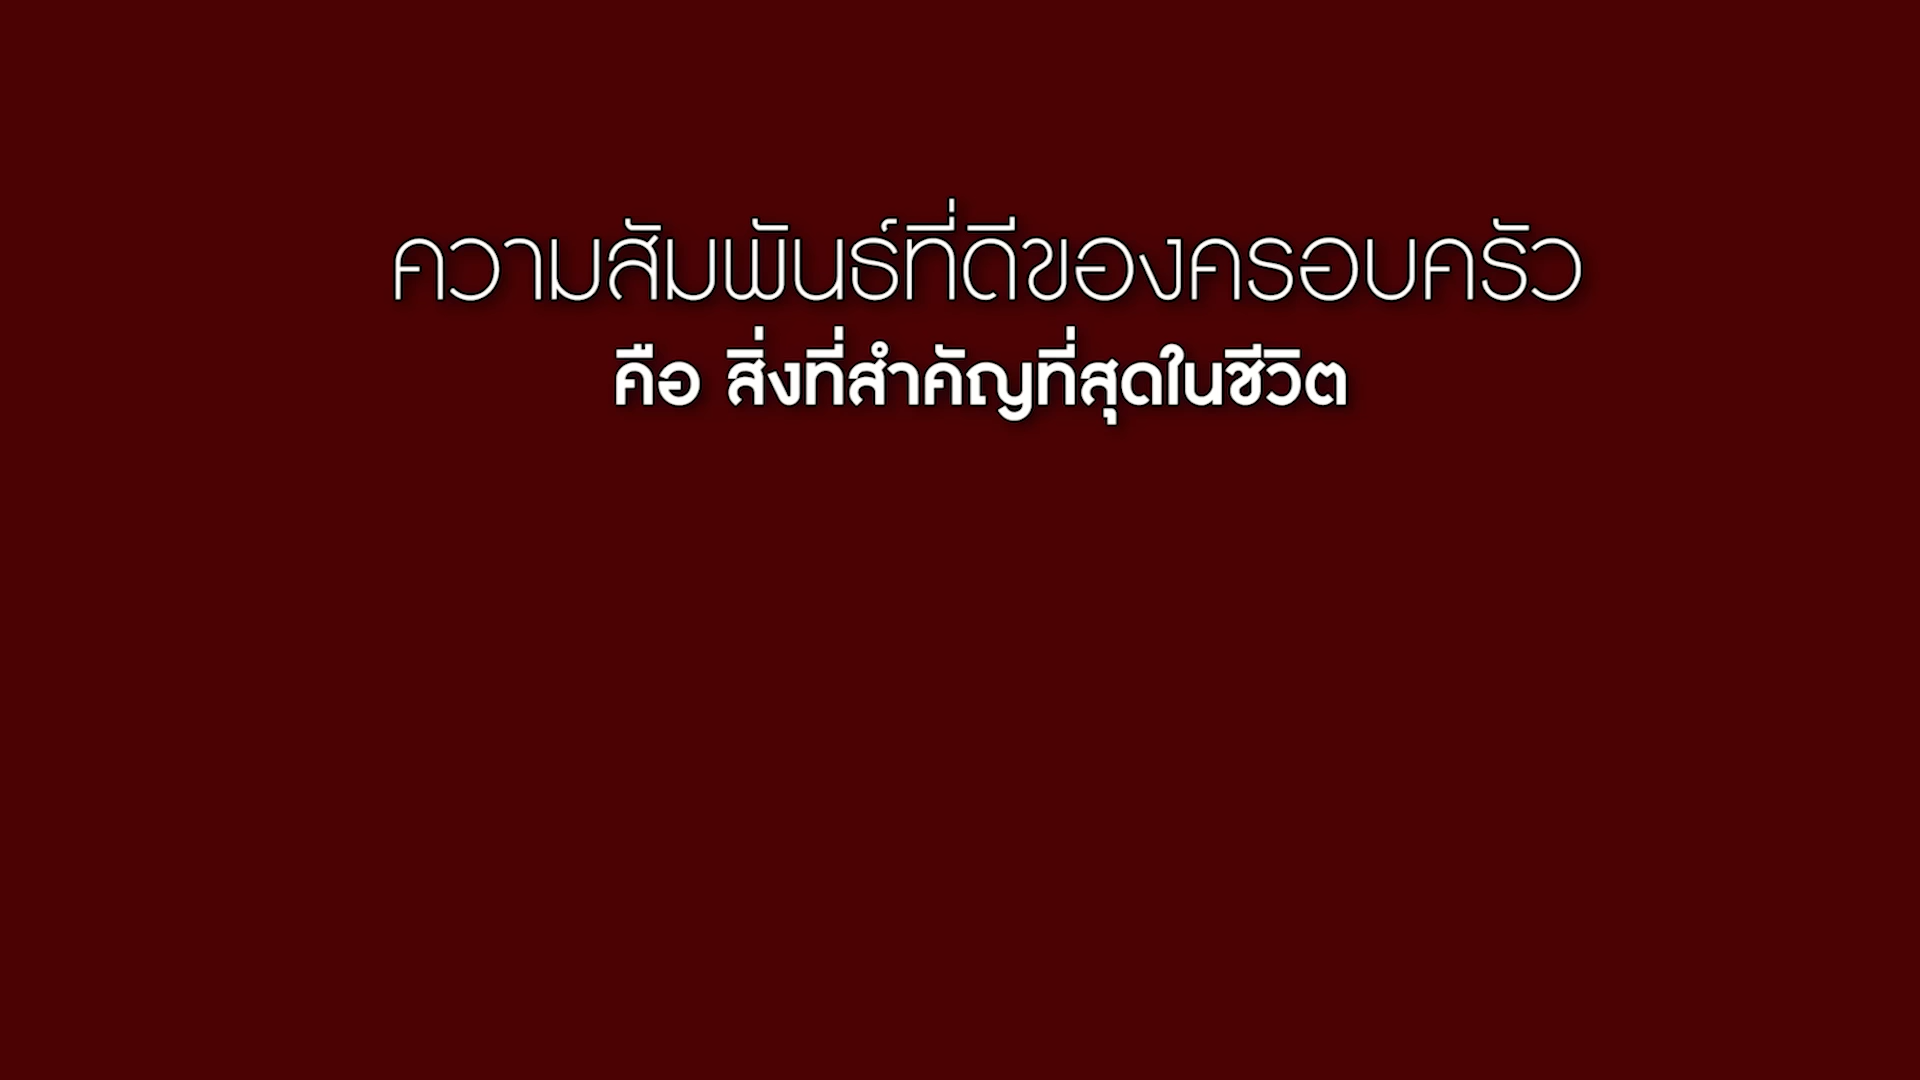 ความสัมพันธ์ที่ดีของครอบครัว
คือ สิ่งที่สำคัญที่สุดในชีวิต